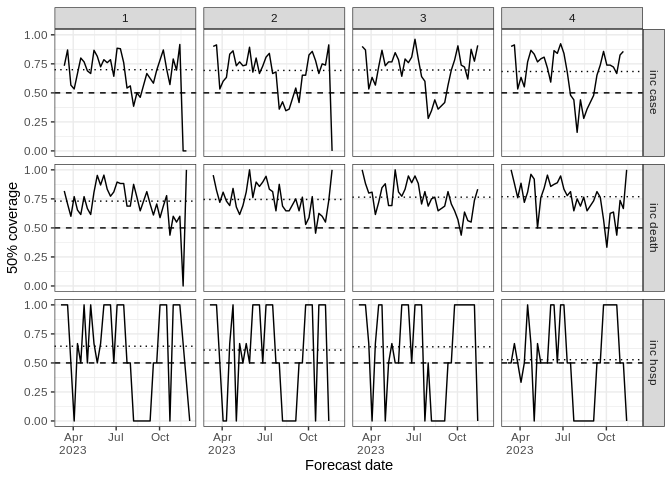 1 2 3 4
1.00
0.75
0.50
0.25
0.00
inc case
1.00
0.75
0.50
0.25
0.00
inc death
1.00
0.75
0.50
0.25
0.00
inc hosp
50% coverage
Apr Jul Oct Apr Jul Oct Apr Jul Oct Apr Jul Oct
2023 2023 2023 2023
Forecast date